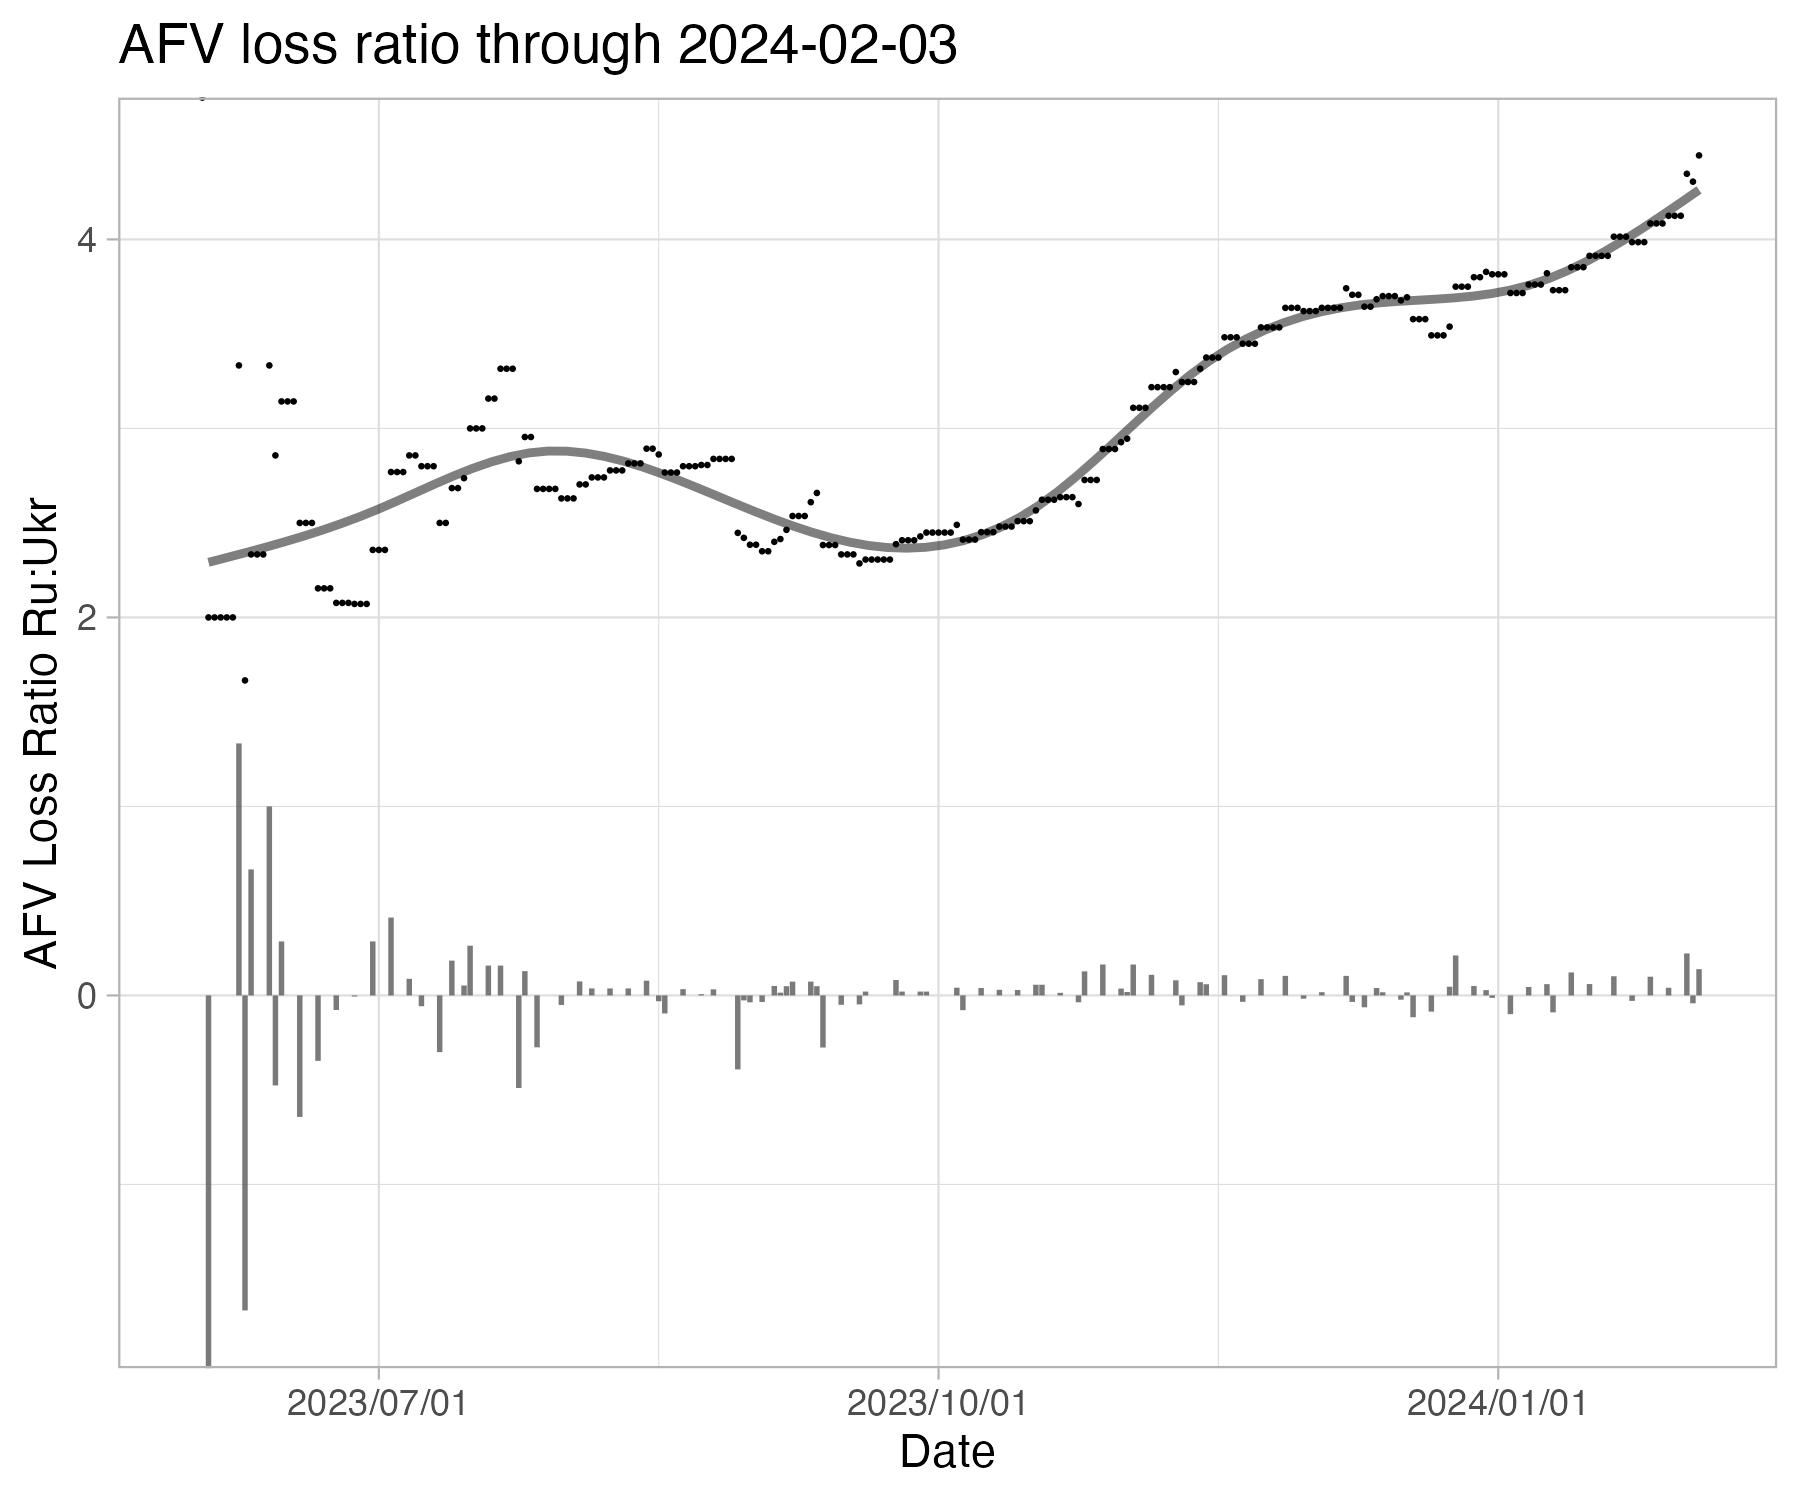 AFV loss ratio through 2024-02-03
AFV Loss Ratio Ru:Ukr
4
2
0
2023/07/01
2023/10/01
2024/01/01
Date